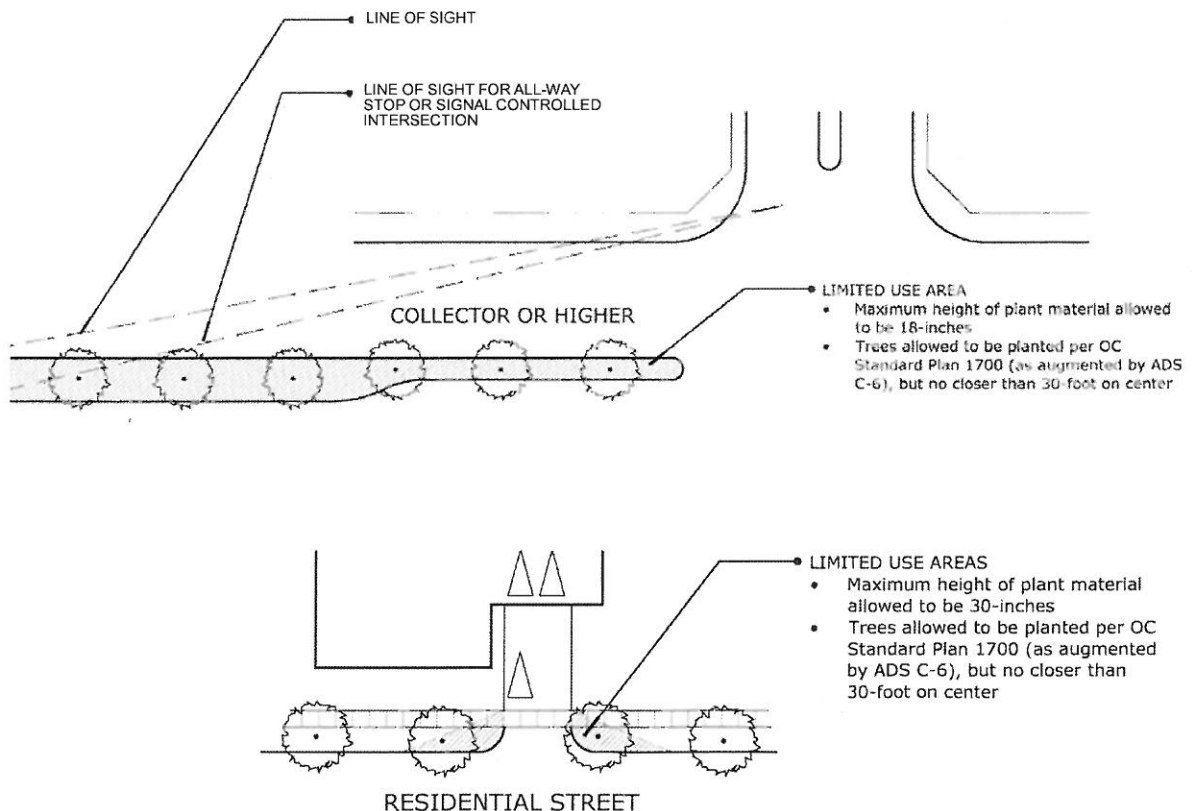 LINE OF SIGHT
LINE OF SIGHT FOR ALL-WAY
STOP OR SIGNAL CONTROLLED
INTERSECTION
COLLECTOR OR HIGHER
LIMITED USE AREA
• Maximum height of plant material allowed
to be 18-inches
• Trees allowed to be planted per OC
Standard Plan 1700 (as augmented by ADS
C-6), but no closer than 30-foot on center
LIMITED USE AREAS
• Maximum height of plant material
allowed to be 30-inches
• Trees allowed to be planted per OC
Standard Plan 1700 (as augmented
by ADS C-6), but no closer than
30-foot on center
RESIDENTIAL STREET